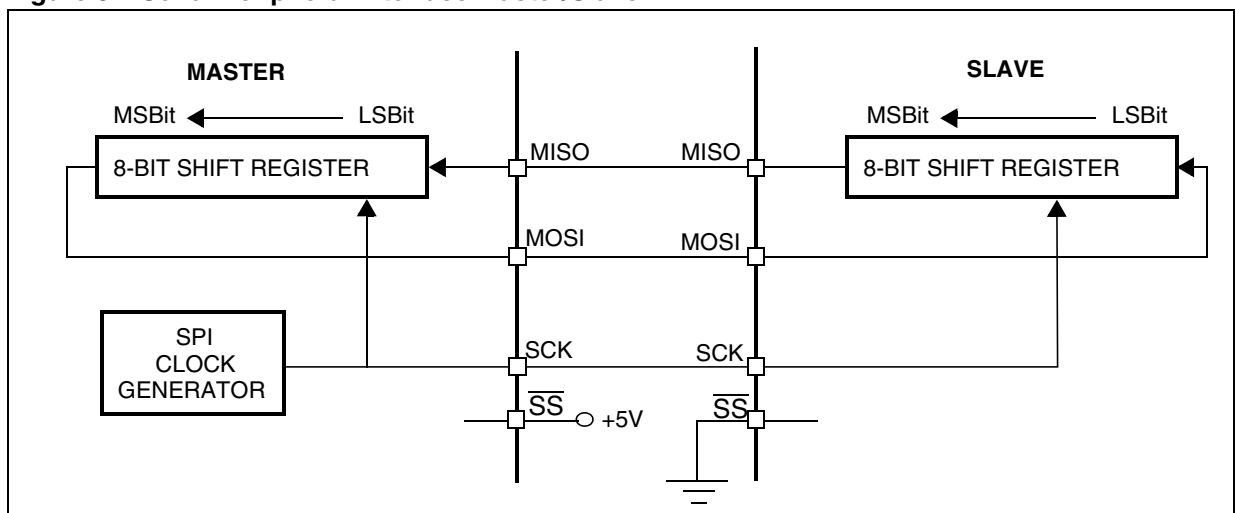 MASTER
SLAVE
MSBit LSBit
MSBit LSBit
8-BIT SHIFT REGISTER
MISO
MISO
8-BIT SHIFT REGISTER
MOSI
MOSI
SPI
CLOCK
GENERATOR
SCK
SCK
SS
+5V
SS